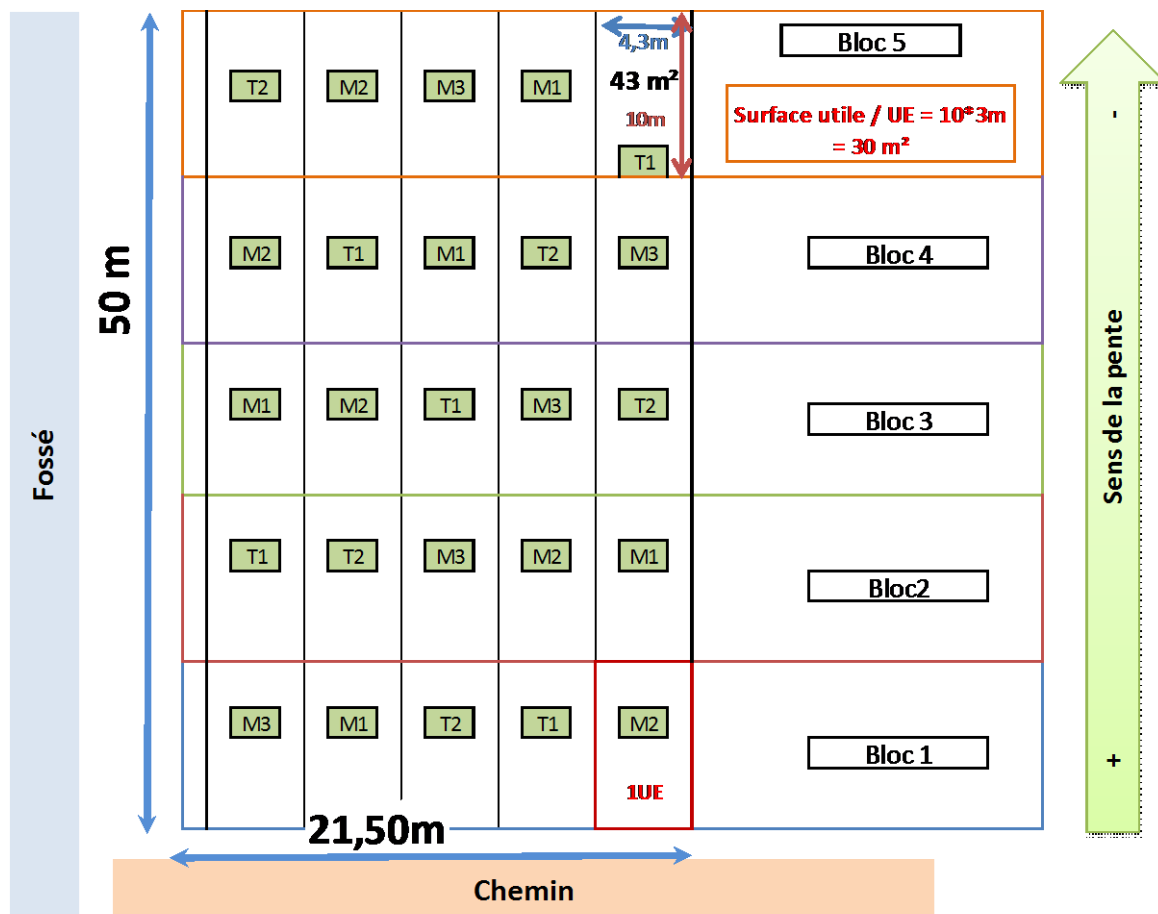 4,3m
Bloc 5
T2
M2
M3
M1
43 m²
10m
T1
Surface utile / UE = 10*3m
= 30 m²
-
50 m
M2
T1
M1
T2
M3
Bloc 4
Fossé
Sens de la pente
M1
M2
T1
M3
T2
Bloc 3
T1
T2
M3
M2
M1
Bloc2
M3
M1
T2
T1
M2
Bloc 1
+
1UE
21,50m
Chemin